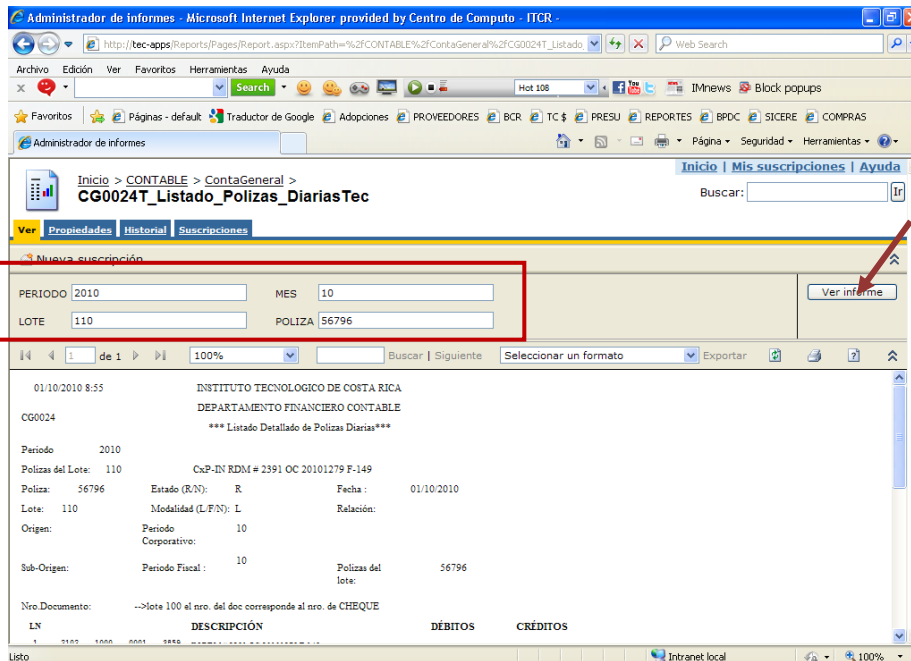 Administrador de informes - Microsoft Internet Explorer provided by Centro de Computo - ITCR -
http://tec-apps/Reports/Pages/Report.aspx?ItemPath=%2fCONTABLE%2fContaGeneral%2fCG0024T_Listado_ Web Search
Archivo Edición Ver Favoritos Herramientas Ayuda
Search Hot 108 IMnews Block popups
Favoritos Páginas - default Traductor de Google Adopciones PROVEEDORES BCR TC $ PRESU REPORTES BPDC SICERE COMPRAS
Administrador de informes Página Seguridad Herramientas
Inicio | Mis suscripciones | Ayuda
Inicio > CONTABLE > ContaGeneral >
CG0024T_Listado_Polizas_DiariasTec Buscar: Ir
Ver Propiedades Historial Suscripciones
Nueva suscripción
PERIODO 2010 MES 10 Ver informe
LOTE 110 POLIZA 56796
1 de 1 100% Buscar | Siguiente Seleccionar un formato Exportar
01/10/2010 8:55 INSTITUTO TECNOLOGICO DE COSTA RICA
DEPARTAMENTO FINANCIERO CONTABLE
CG0024
*** Listado Detallado de Polizas Diarias***
Periodo 2010
Polizas del Lote: 110 CxP-IN RDM # 2391 OC 20101279 F-149
Poliza: 56796 Estado (R/N): R Fecha : 01/10/2010
Lote: 110 Modalidad (L/F/N): L Relación:
Origen: Periodo Corporativo: 10
Sub-Origen: Periodo Fiscal : 10 Polizas del lote: 56796
Nro.Documento: -->lote 100 el nro. del doc corresponde al nro. de CHEQUE
LN DESCRIPCIÓN DÉBITOS CRÉDITOS
Listo Intranet local 100%